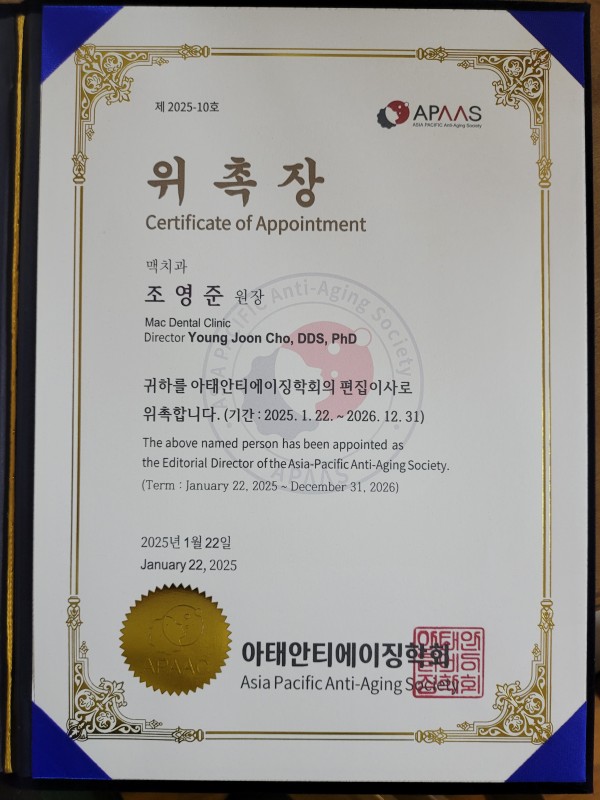 제 2025-10호
APAAS
ASIA PACIFIC Anti-Aging Society
위 촉 장
Certificate of Appointment
맥치과
조 영 준 원장
Mac Dental Clinic
Director Young Joon Cho, DDS, PhD
귀하를 아태안티에이징학회의 편집이사로
위촉합니다. (기간 : 2025. 1. 22. ~ 2026. 12. 31)
The above named person has been appointed as
the Editorial Director of the Asia-Pacific Anti-Aging Society.
(Term : January 22, 2025 ~ December 31, 2026)
ASIA PACIFIC Anti-Aging Society
APAAS
2025년 1월 22일
January 22, 2025
APAAS
아태안티에이징학회
Asia Pacific Anti-Aging Society